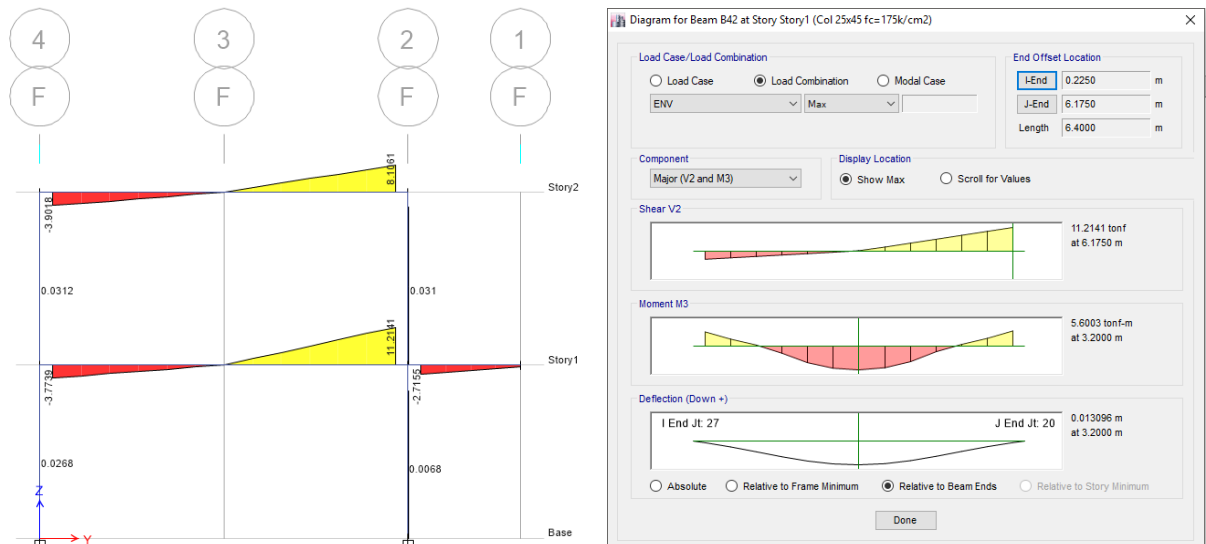 4 3 2 1
F F F F
8.1061
Story2
-3.9018
0.0312
0.031
11.2141
Story1
-3.7739
-2.7155
0.0268
0.0068
Z
Y
Base
Diagram for Beam B42 at Story Story1 (Col 25x45 fc=175k/cm2)
Load Case/Load Combination
Load Case Load Combination Modal Case
ENV Max
End Offset Location
I-End 0.2250 m
J-End 6.1750 m
Length 6.4000 m
Component
Major (V2 and M3)
Display Location
Show Max Scroll for Values
Shear V2
11.2141 tonf
at 6.1750 m
Moment M3
5.6003 tonf-m
at 3.2000 m
Deflection (Down +)
I End Jt: 27 J End Jt: 20
0.013096 m
at 3.2000 m
Absolute Relative to Frame Minimum Relative to Beam Ends Relative to Story Minimum
Done